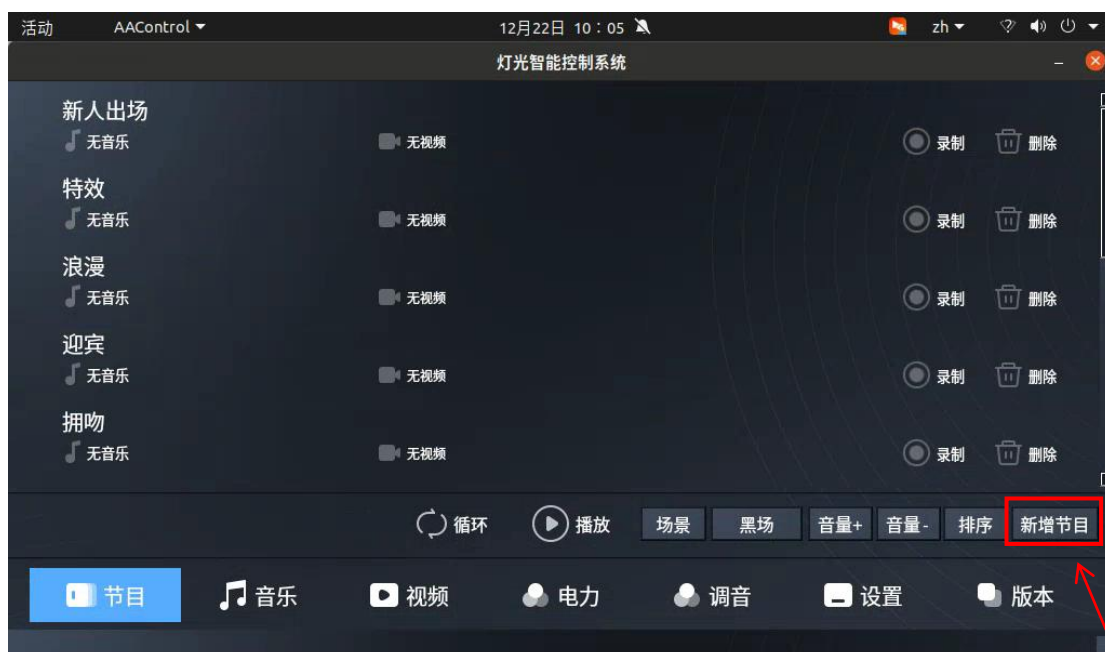 活动 AAControl 12月22日 10：05 zh
灯光智能控制系统
新人出场
无音乐 无视频 录制 删除
特效
无音乐 无视频 录制 删除
浪漫
无音乐 无视频 录制 删除
迎宾
无音乐 无视频 录制 删除
拥吻
无音乐 无视频 录制 删除
循环 播放 场景 黑场 音量+ 音量- 排序 新增节目
节目 音乐 视频 电力 调音 设置 版本